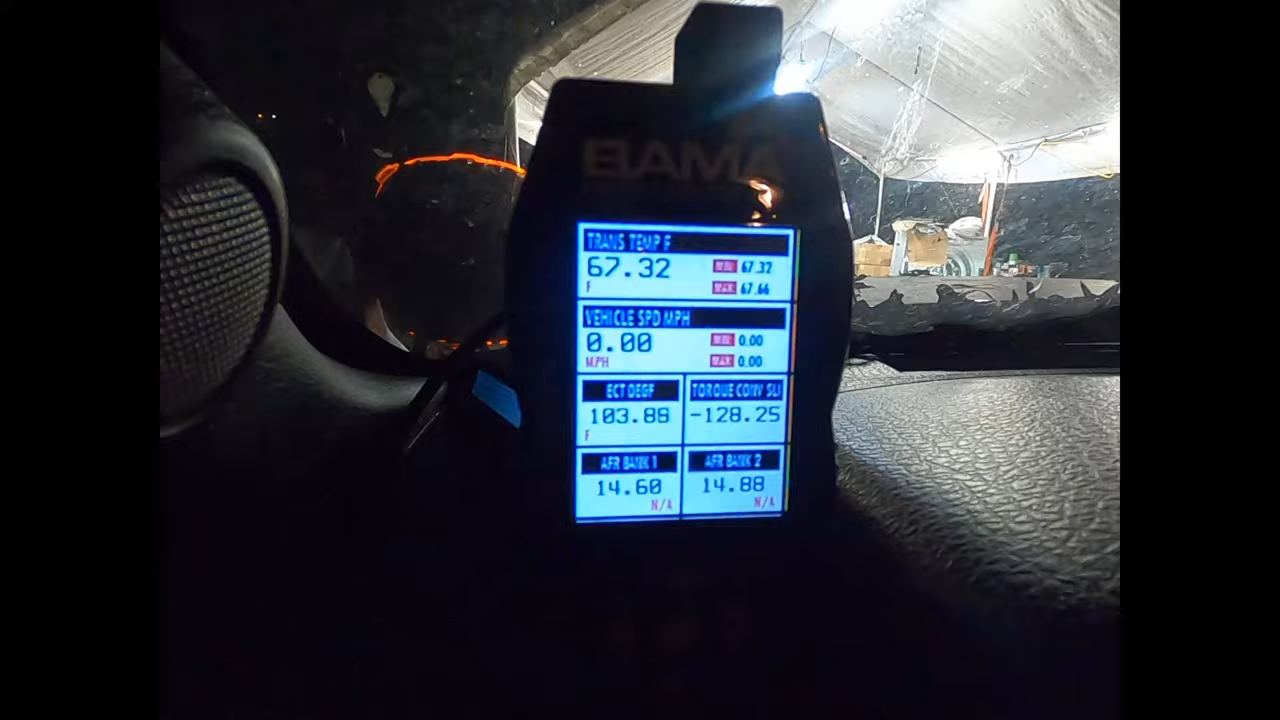 BAMA
TRANS TEMP F
67.32
MIN 67.32
F
MAX 67.66
VEHICLE SPD MPH
0.00
MIN 0.00
MPH
MAX 0.00
ECT DEGF
TORQUE CONV SLI
103.88
-128.25
F
AFR BANK 1
AFR BANK 2
14.60
14.88
N/A
N/A